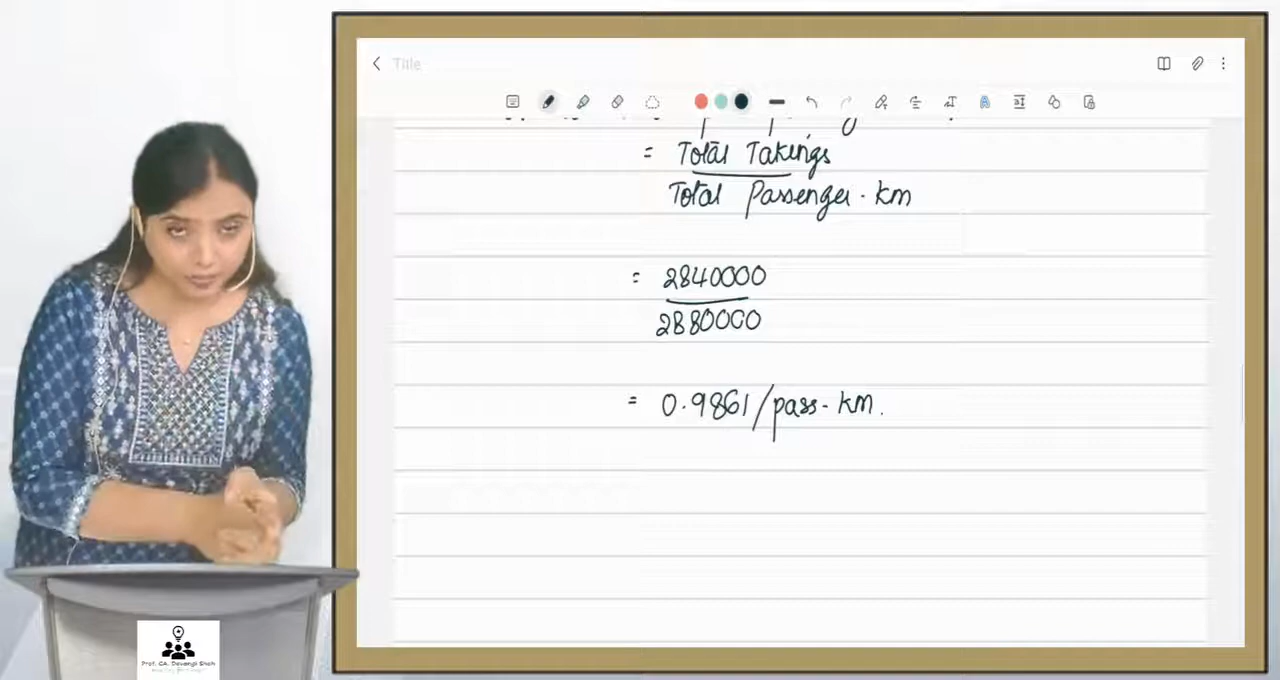 Title
= Total Takings
Total Passenger-km
= 2840000
2880000
= 0.9861/pass-km.
Prof. CA. Devangi Shah